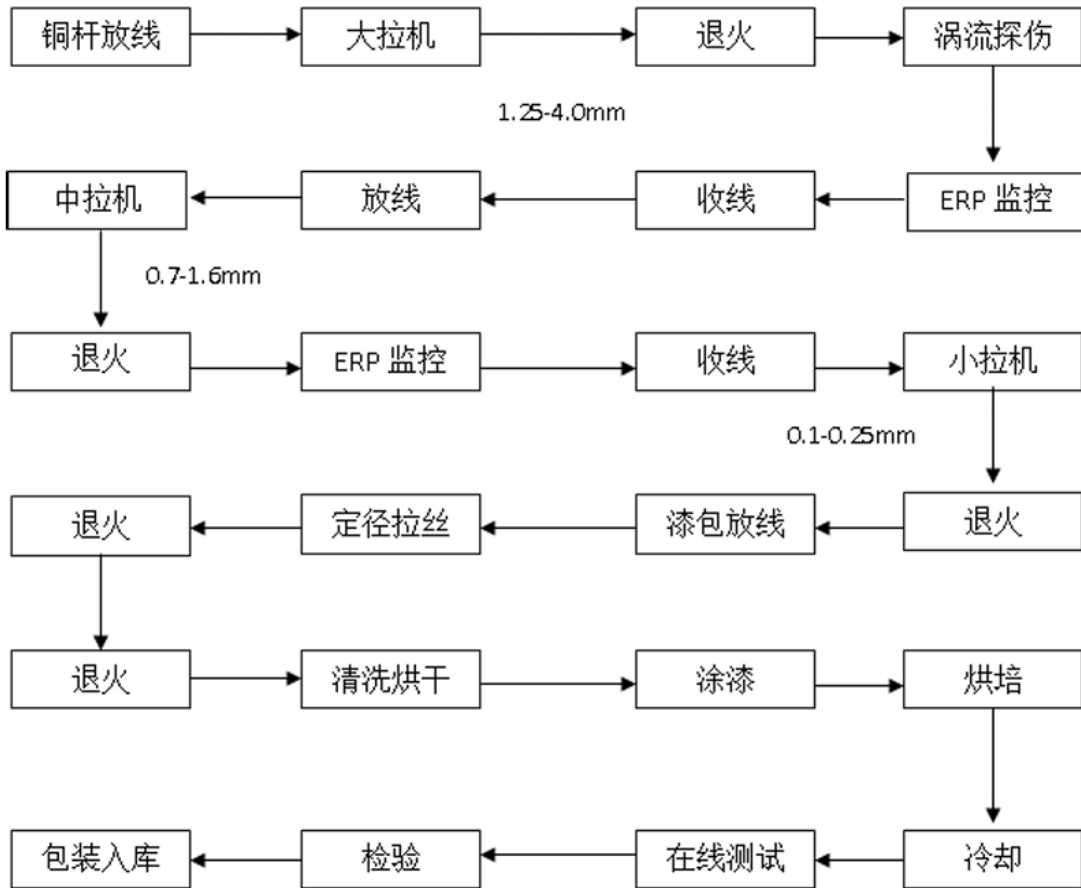 铜杆放线
大拉机
退火
涡流探伤
1.25-4.0mm
中拉机
放线
收线
ERP 监控
0.7-1.6mm
退火
ERP 监控
收线
小拉机
0.1-0.25mm
退火
定径拉丝
漆包放线
退火
退火
清洗烘干
涂漆
烘培
包装入库
检验
在线测试
冷却